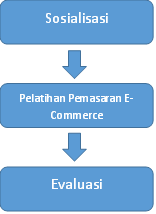 Sosialisasi
Pelatihan Pemasaran E-
Commerce
Evaluasi